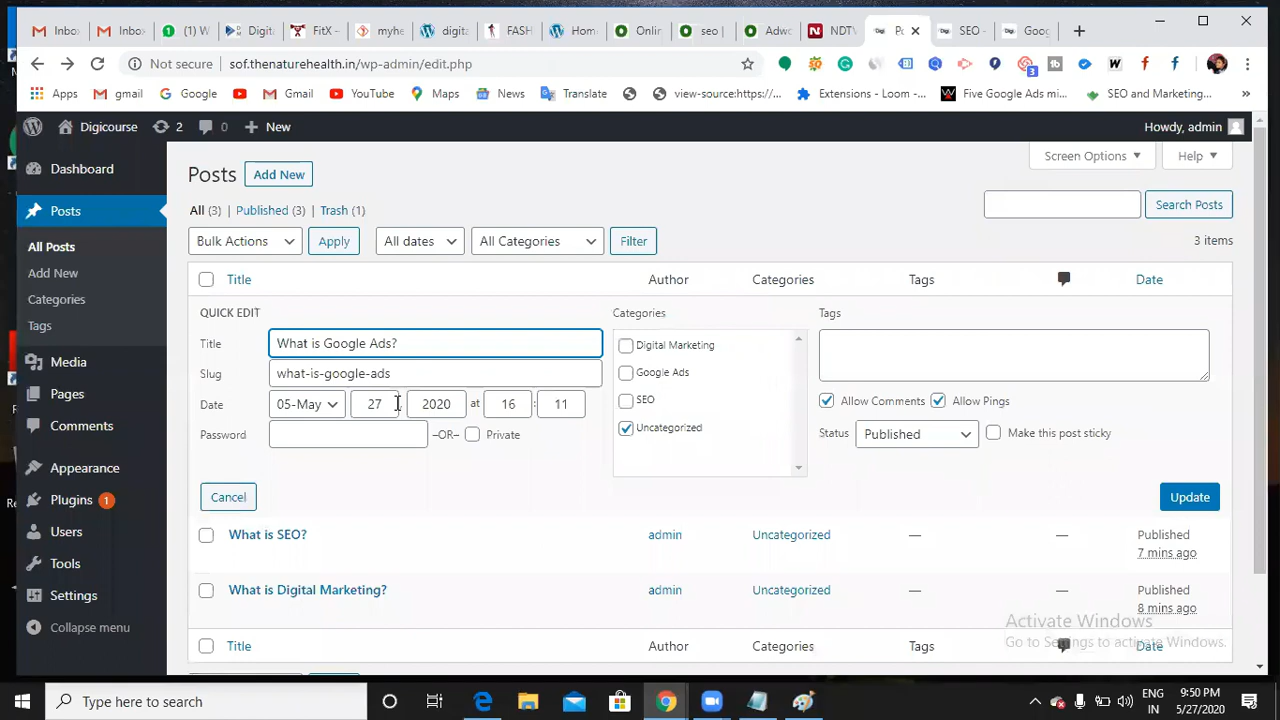 Inbo
Inbo
(1) W
Digita
FitX -
myhe
digita
FASH
Hom
Onlin
seo |
Adwo
NDTV
Po
SEO -
Goog
Not secure
sof.thenaturehealth.in/wp-admin/edit.php
3
Apps
gmail
Google
Gmail
YouTube
Maps
News
Translate
view-source:https:/...
Extensions - Loom -...
Five Google Ads mi...
SEO and Marketing...
Digicourse
2
0
New
Howdy, admin
Dashboard
Posts
All Posts
Add New
Categories
Tags
Media
Pages
Comments
Appearance
Plugins 1
Users
Tools
Settings
Collapse menu
Posts
Add New
Screen Options
Help
All (3) | Published (3) | Trash (1)
Search Posts
Bulk Actions
Apply
All dates
All Categories
Filter
3 items
Title
Author
Categories
Tags
Date
QUICK EDIT
Title
What is Google Ads?
Slug
what-is-google-ads
Date
05-May
27
2020
at
16
:
11
Password
–OR–
Private
Categories
Digital Marketing
Google Ads
SEO
Uncategorized
Tags
Allow Comments
Allow Pings
Status
Published
Make this post sticky
Cancel
Update
What is SEO?
admin
Uncategorized
—
—
Published
7 mins ago
What is Digital Marketing?
admin
Uncategorized
—
—
Published
8 mins ago
Title
Author
Categories
Tags
Date
Activate Windows
Go to Settings to activate Windows.
Type here to search
ENG
IN
9:50 PM
5/27/2020